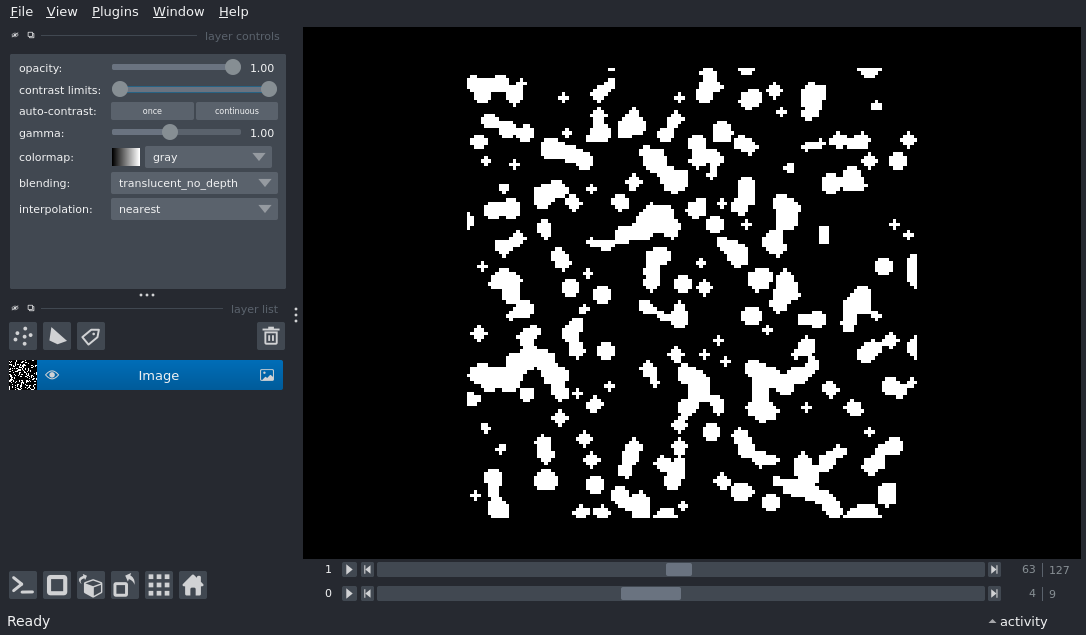 File View Plugins Window Help
layer controls
opacity: 1.00
contrast limits:
auto-contrast: once continuous
gamma: 1.00
colormap: gray
blending: translucent_no_depth
interpolation: nearest
layer list
Image
1 63 127
0 4 9
Ready activity